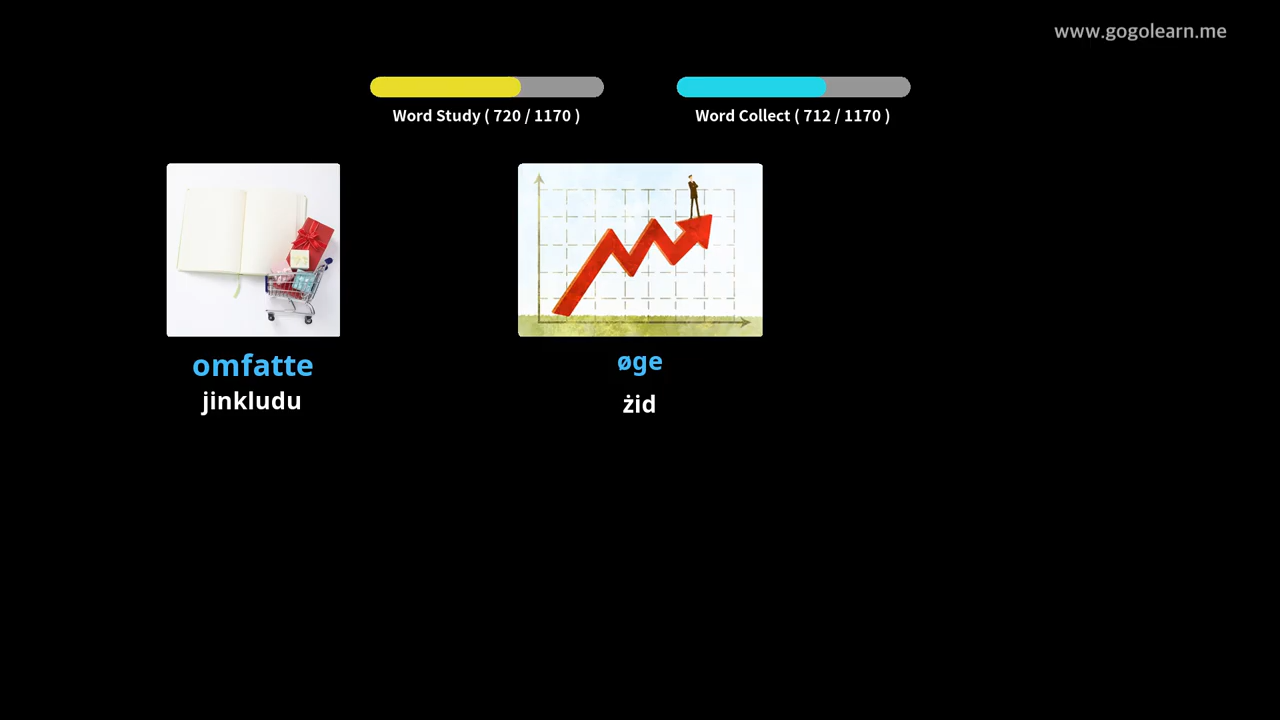 www.gogolearn.me
Word Study ( 720 / 1170 )
Word Collect ( 712 / 1170 )
omfatte
jinkludu
øge
żid